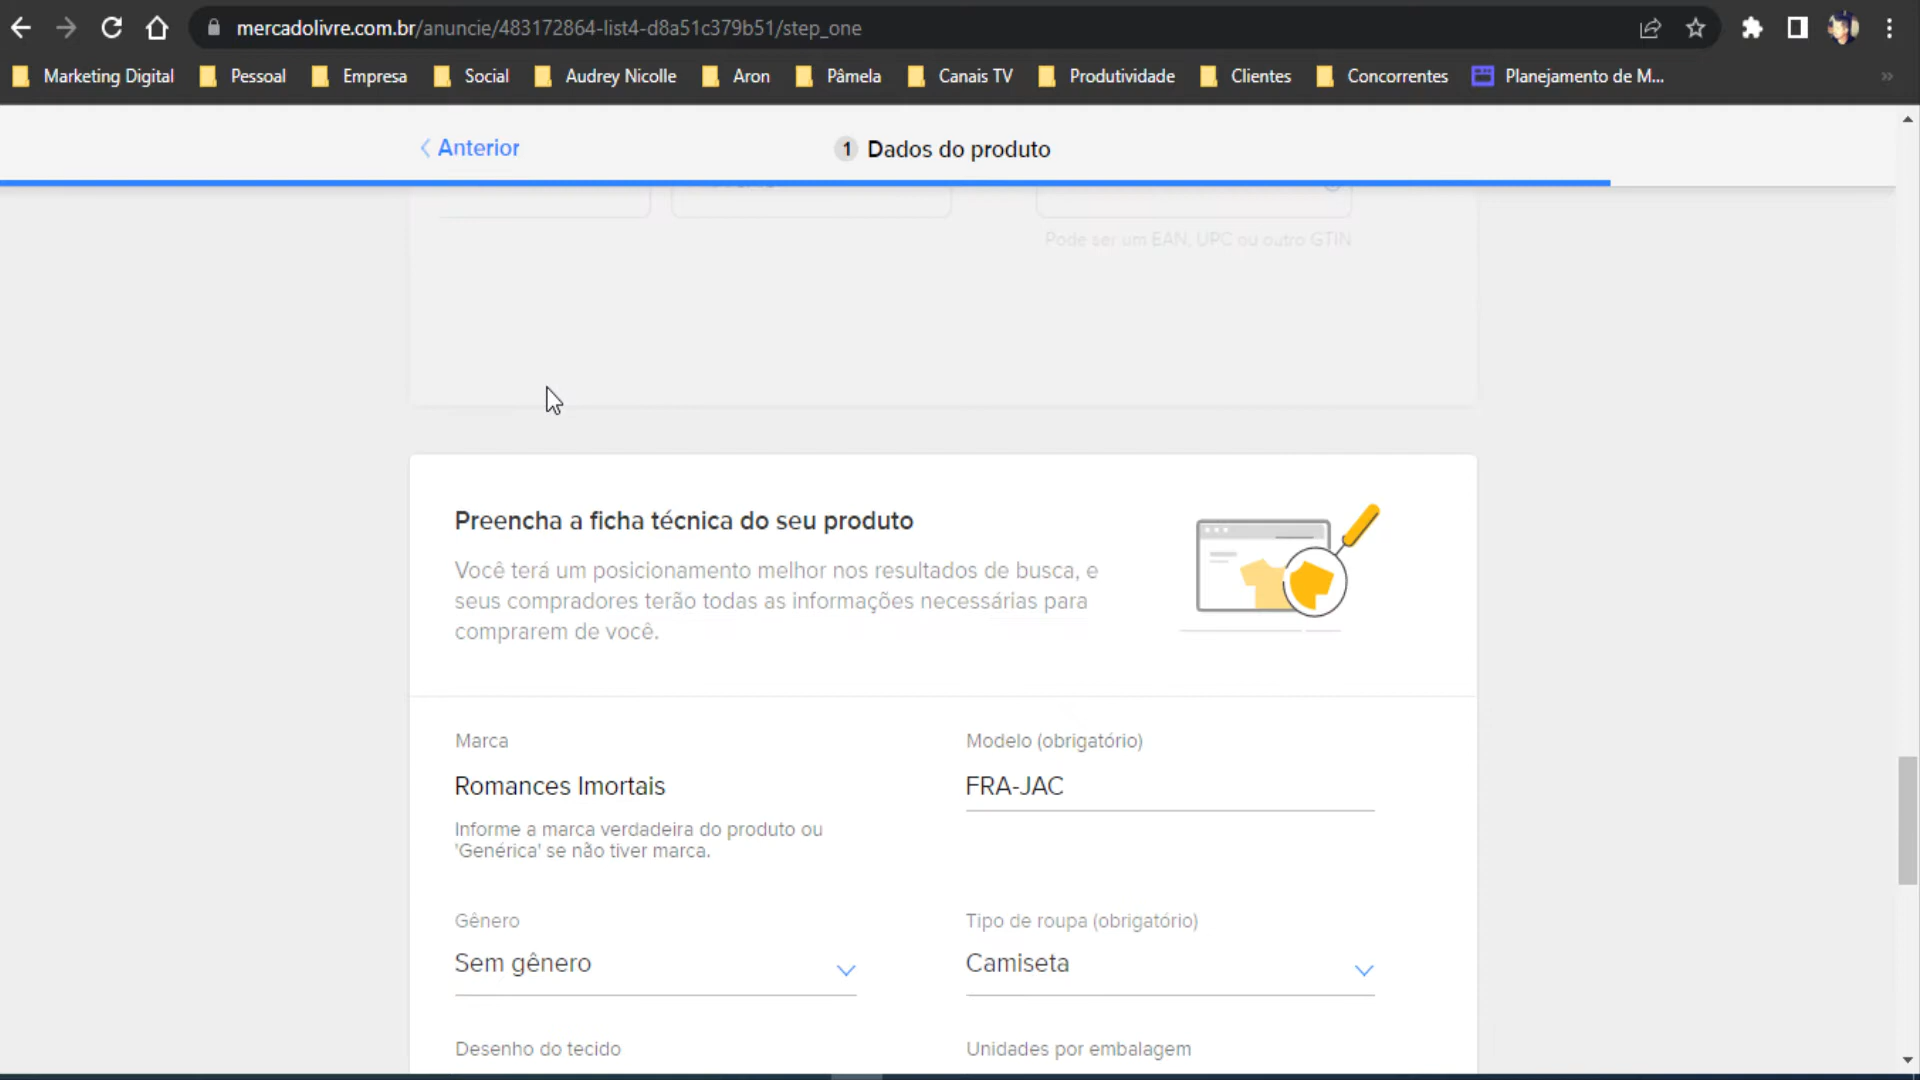 mercadolivre.com.br/anuncie/483172864-list4-d8a51c379b51/step_one
Marketing Digital Pessoal Empresa Social Audrey Nicolle Aron Pâmela Canais TV Produtividade Clientes Concorrentes Planejamento de M... »
Anterior 1 Dados do produto
Pode ser um EAN, UPC ou outro GTIN
Preencha a ficha técnica do seu produto
Você terá um posicionamento melhor nos resultados de busca, e
seus compradores terão todas as informações necessárias para
comprarem de você.
Marca
Romances Imortais
Informe a marca verdadeira do produto ou
'Genérica' se não tiver marca.
Modelo (obrigatório)
FRA-JAC
Gênero
Sem gênero
Tipo de roupa (obrigatório)
Camiseta
Desenho do tecido
Unidades por embalagem